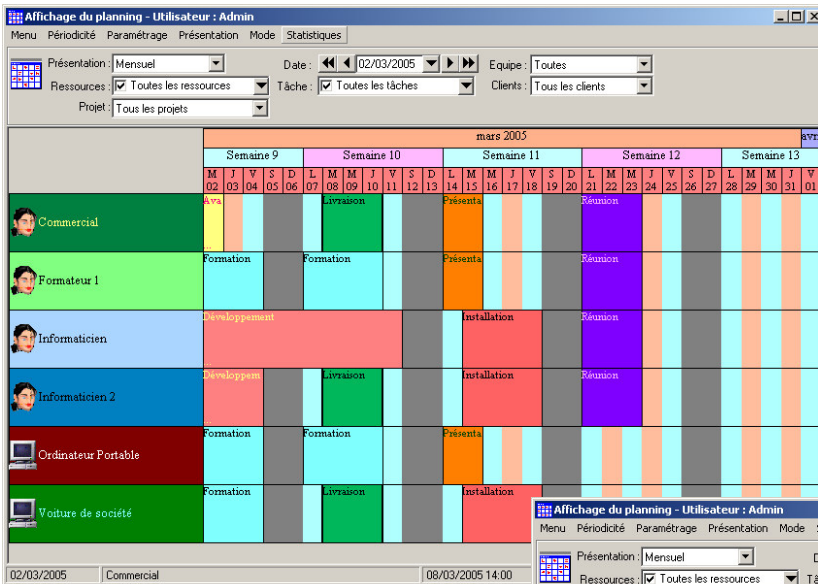 Affichage du planning - Utilisateur : Admin
Menu Périodicité Paramétrage Présentation Mode Statistiques
Présentation : Mensuel Date : 02/03/2005 Equipe : Toutes
Ressources : Toutes les ressources Tâche : Toutes les tâches Clients : Tous les clients
Projet : Tous les projets
mars 2005 avri
Semaine 9 Semaine 10 Semaine 11 Semaine 12 Semaine 13
M J V S D L M M J V S D L M M J V S D L M M J V S D L M M J V
02 03 04 05 06 07 08 09 10 11 12 13 14 15 16 17 18 19 20 21 22 23 24 25 26 27 28 29 30 31 01
Commercial Ava Livraison Présenta Réunion
...
Formateur 1 Formation Formation Présenta Réunion
Informaticien Développement Installation Réunion
...
Informaticien 2 Développem Livraison Installation Réunion
...
Ordinateur Portable Formation Formation Présenta
Voiture de société Formation Livraison Installation
Affichage du planning - Utilisateur : Admin
Menu Périodicité Paramétrage Présentation Mode S
Présentation : Mensuel D
Ressources : Toutes les ressources Tâ
02/03/2005 Commercial 08/03/2005 14:00